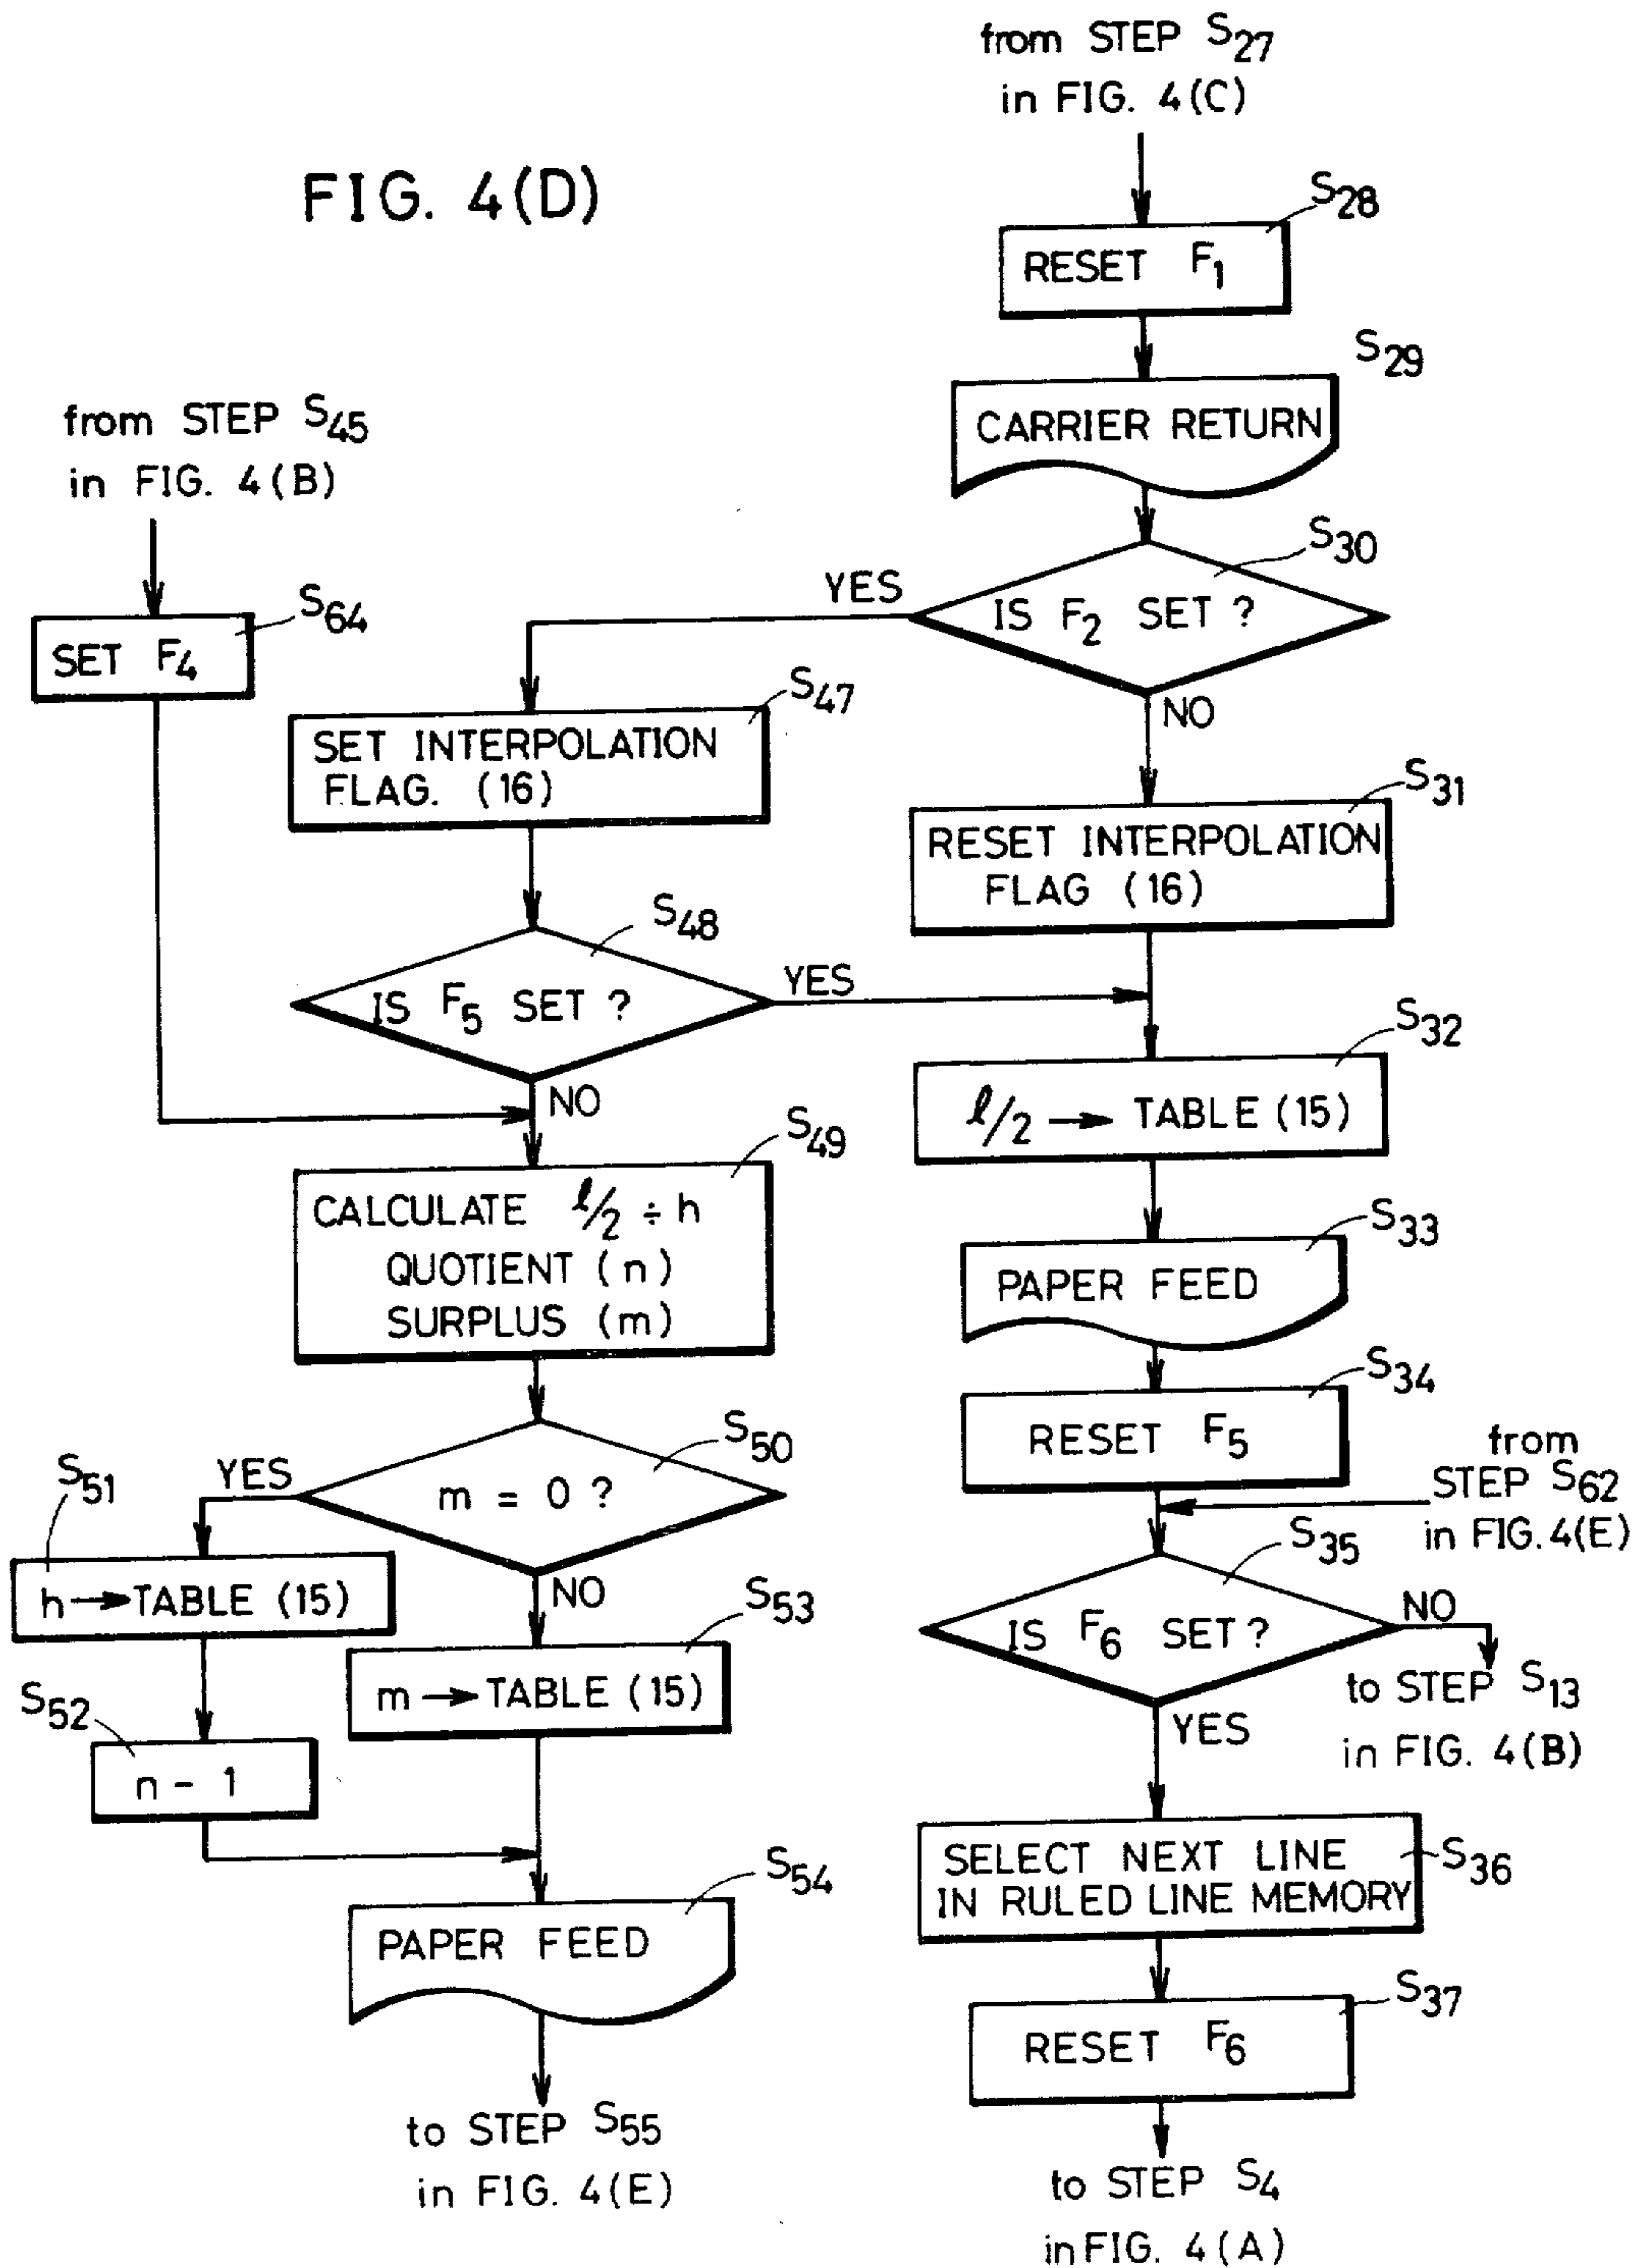 from STEP S27
in FIG. 4(C)
FIG. 4(D)
S28
RESET F1
S29
CARRIER RETURN
from STEP S45
in FIG. 4(B)
S30
YES
IS F2 SET ?
NO
S64
SET F4
S47
SET INTERPOLATION
FLAG. (16)
S31
RESET INTERPOLATION
FLAG (16)
S48
IS F5 SET ?
YES
NO
S32
ℓ/2 → TABLE (15)
S49
CALCULATE ℓ/2 ÷ h
QUOTIENT (n)
SURPLUS (m)
S33
PAPER FEED
S34
RESET F5
from
STEP S62
in FIG. 4(E)
S50
YES
m = 0 ?
NO
S51
h → TABLE (15)
S52
n - 1
S53
m → TABLE (15)
S54
PAPER FEED
to STEP S55
in FIG. 4(E)
S35
IS F6 SET ?
NO
to STEP S13
in FIG. 4(B)
YES
SELECT NEXT LINE
IN RULED LINE MEMORY
S36
S37
RESET F6
to STEP S4
in FIG. 4(A)